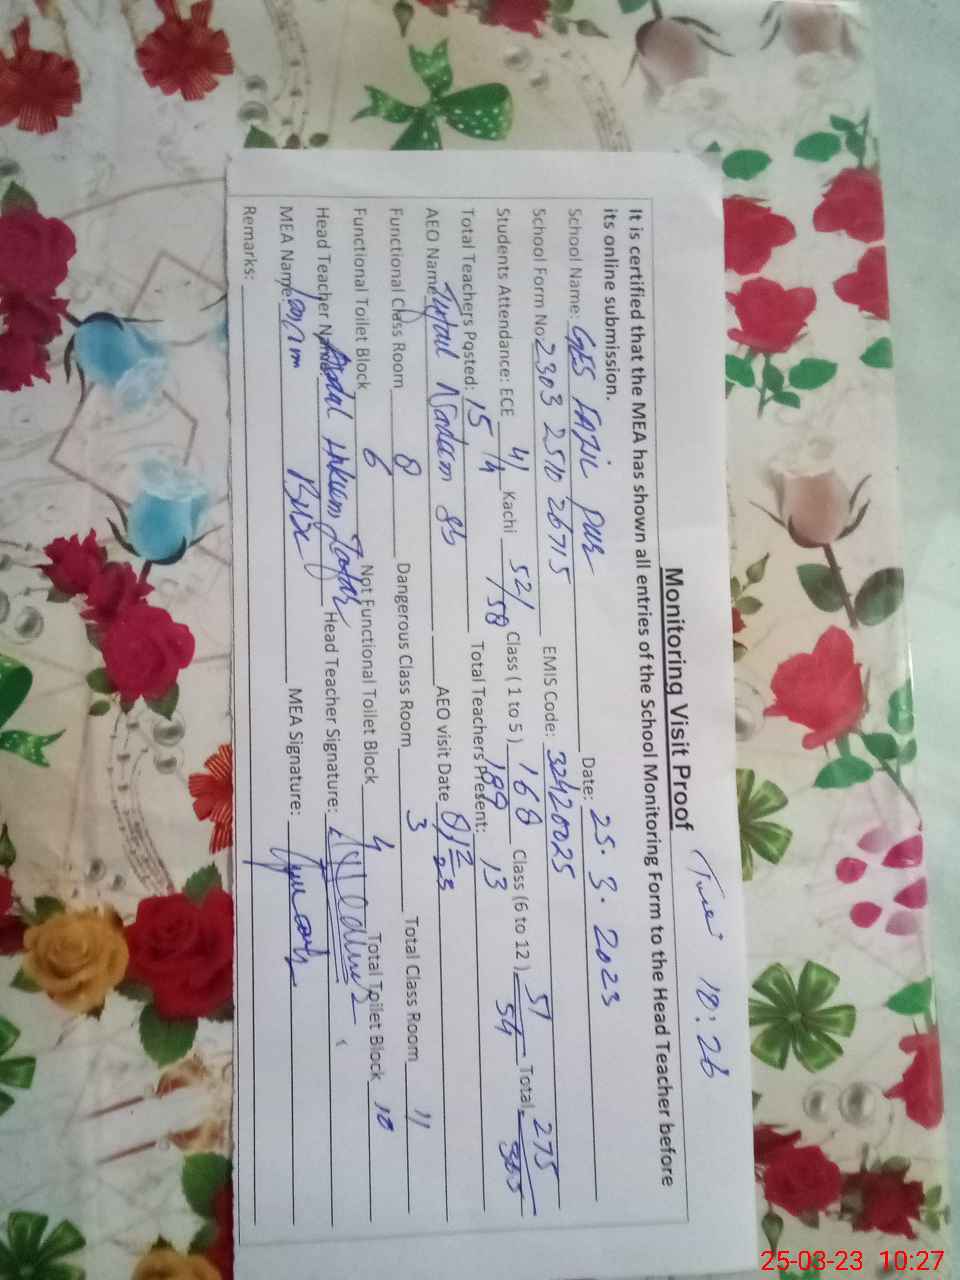 Time 10:26
Monitoring Visit Proof
It is certified that the MEA has shown all entries of the School Monitoring Form to the Head Teacher before
its online submission.
School Name: GES FAZIL PUR Date: 25.3.2023
School Form No 2303 2510 26715 EMIS Code: 32420025
Students Attendance: ECE 41 Kachi 52/58 Class ( 1 to 5 ) 168 189 Class (6 to 12 ) 51 54 Total 275
Total Teachers Posted: 15 Total Teachers Present: 13
AEO Name Nadeem sb AEO visit Date
Functional Class Room 8 Dangerous Class Room 3 Total Class Room 11
Functional Toilet Block 6 Not Functional Toilet Block 4 Total Toilet Block 10
Head Teacher Name Head Teacher Signature:
MEA Name MEA Signature:
Remarks:
25-03-23 10:27